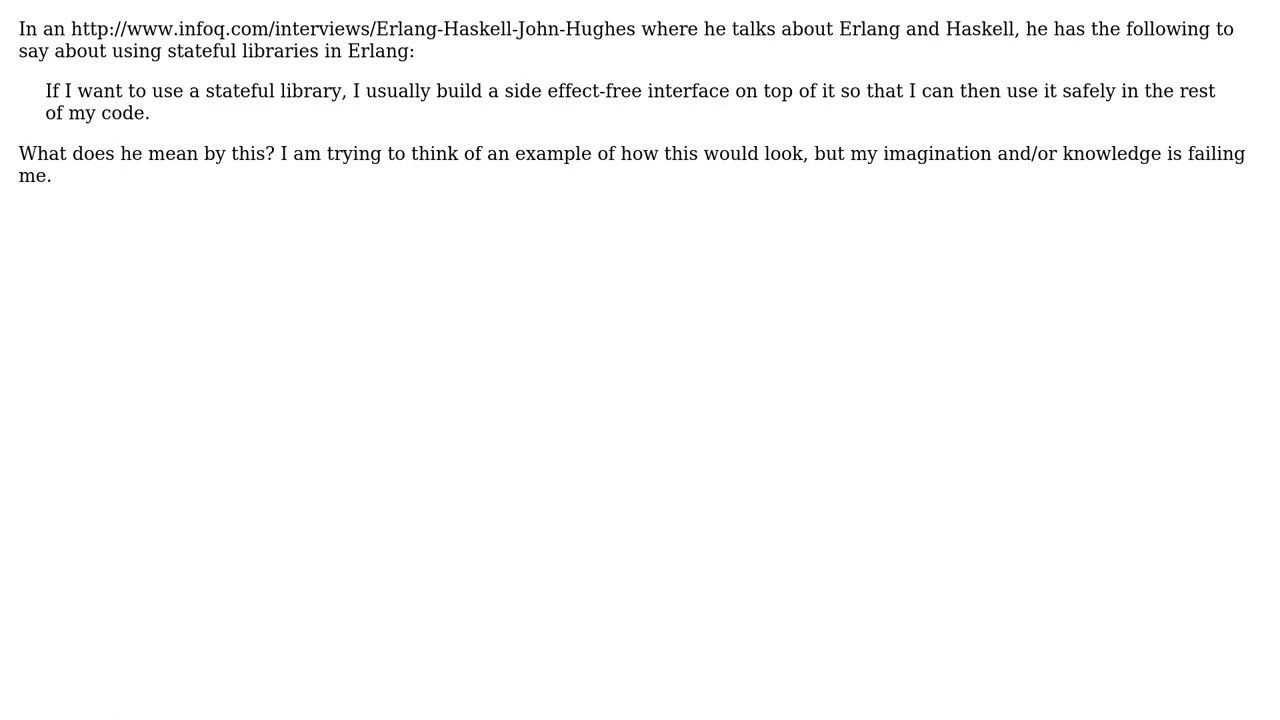 In an http://www.infoq.com/interviews/Erlang-Haskell-John-Hughes where he talks about Erlang and Haskell, he has the following to
say about using stateful libraries in Erlang:
If I want to use a stateful library, I usually build a side effect-free interface on top of it so that I can then use it safely in the rest
of my code.
What does he mean by this? I am trying to think of an example of how this would look, but my imagination and/or knowledge is failing
me.